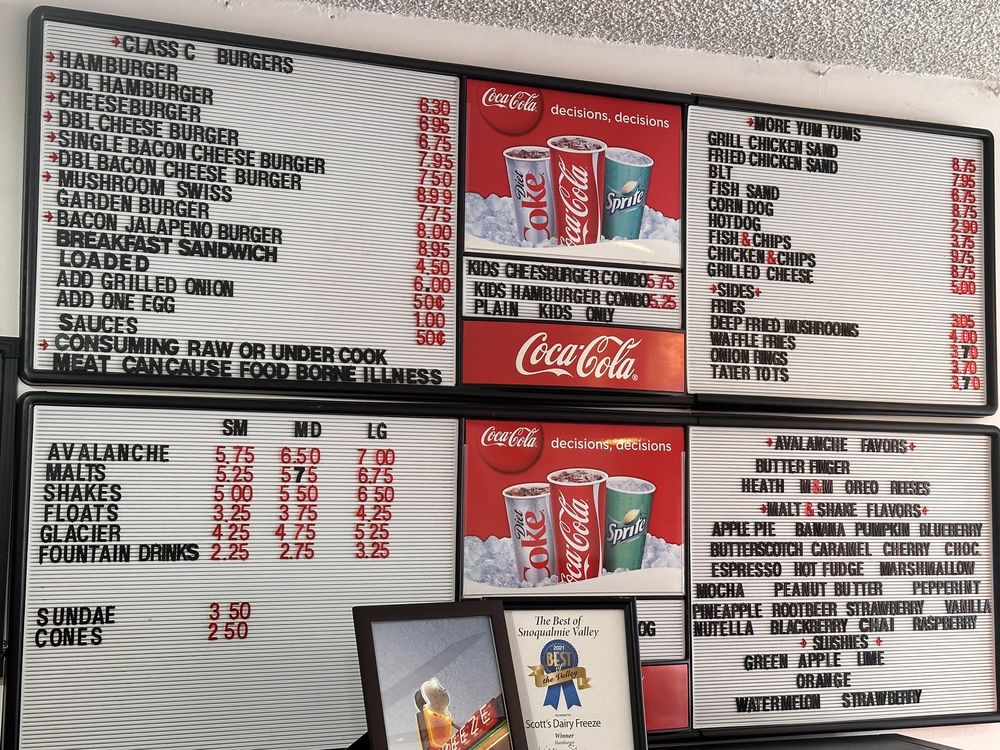 CLASS C BURGERS
HAMBURGER 6.30
DBL HAMBURGER 6.95
CHEESEBURGER 6.75
DBL CHEESE BURGER 7.95
SINGLE BACON CHEESE BURGER 7.50
DBL BACON CHEESE BURGER 8.99
MUSHROOM SWISS 7.75
GARDEN BURGER 8.00
BACON JALAPENO BURGER 8.95
BREAKFAST SANDWICH 4.50
LOADED 6.00
ADD GRILLED ONION 50¢
ADD ONE EGG 1.00
SAUCES 50¢
CONSUMING RAW OR UNDER COOK
MEAT CAN CAUSE FOOD BORNE ILLNESS
Coca-Cola decisions, decisions
Diet Coke Coca-Cola Sprite
KIDS CHEESBURGER COMBO 5.75
KIDS HAMBURGER COMBO 5.25
PLAIN KIDS ONLY
Coca-Cola
MORE YUM YUMS
GRILL CHICKEN SAND 8.75
FRIED CHICKEN SAND 7.95
BLT 6.75
FISH SAND 8.75
CORN DOG 2.90
HOTDOG 3.75
FISH & CHIPS 9.75
CHICKEN & CHIPS 8.75
GRILLED CHEESE 5.00
SIDES
FRIES 3.05
DEEP FRIED MUSHROOMS 4.00
WAFFLE FRIES 3.70
ONION RINGS 3.70
TATER TOTS 3.70
SM MD LG
AVALANCHE 5.75 6.50 7 00
MALTS 5.25 5 75 6.75
SHAKES 5 00 5 50 6 50
FLOATS 3.25 3 75 4.25
GLACIER 4 25 4 75 5 25
FOUNTAIN DRINKS 2.25 2.75 3.25
SUNDAE 3 50
CONES 2 50
Coca-Cola decisions, decisions
Diet Coke Coca-Cola Sprite
OG
EEZE
The Best of
Snoqualmie Valley
2021
BEST
of the Valley
Awarded to
Scott's Dairy Freeze
Winner
Hamburger
AVALANCHE FAVORS
BUTTER FINGER
HEATH M&M OREO REESES
MALT & SHAKE FLAVORS
APPLE PIE BANANA PUMPKIN BLUEBERRY
BUTTERSCOTCH CARAMEL CHERRY CHOC.
ESPRESSO HOT FUDGE MARSHMALLOW
MOCHA PEANUT BUTTER PEPPERMINT
PINEAPPLE ROOTBEER STRAWBERRY VANILLA
NUTELLA BLACKBERRY CHAI RASPBERRY
SLUSHIES
GREEN APPLE LIME
ORANGE
WATERMELON STRAWBERRY